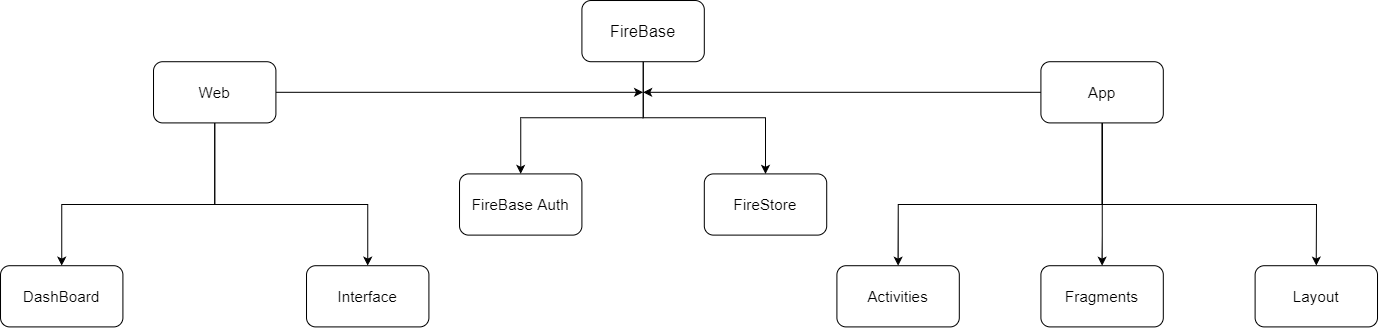 FireBase
Web
App
FireBase Auth
FireStore
DashBoard
Interface
Activities
Fragments
Layout